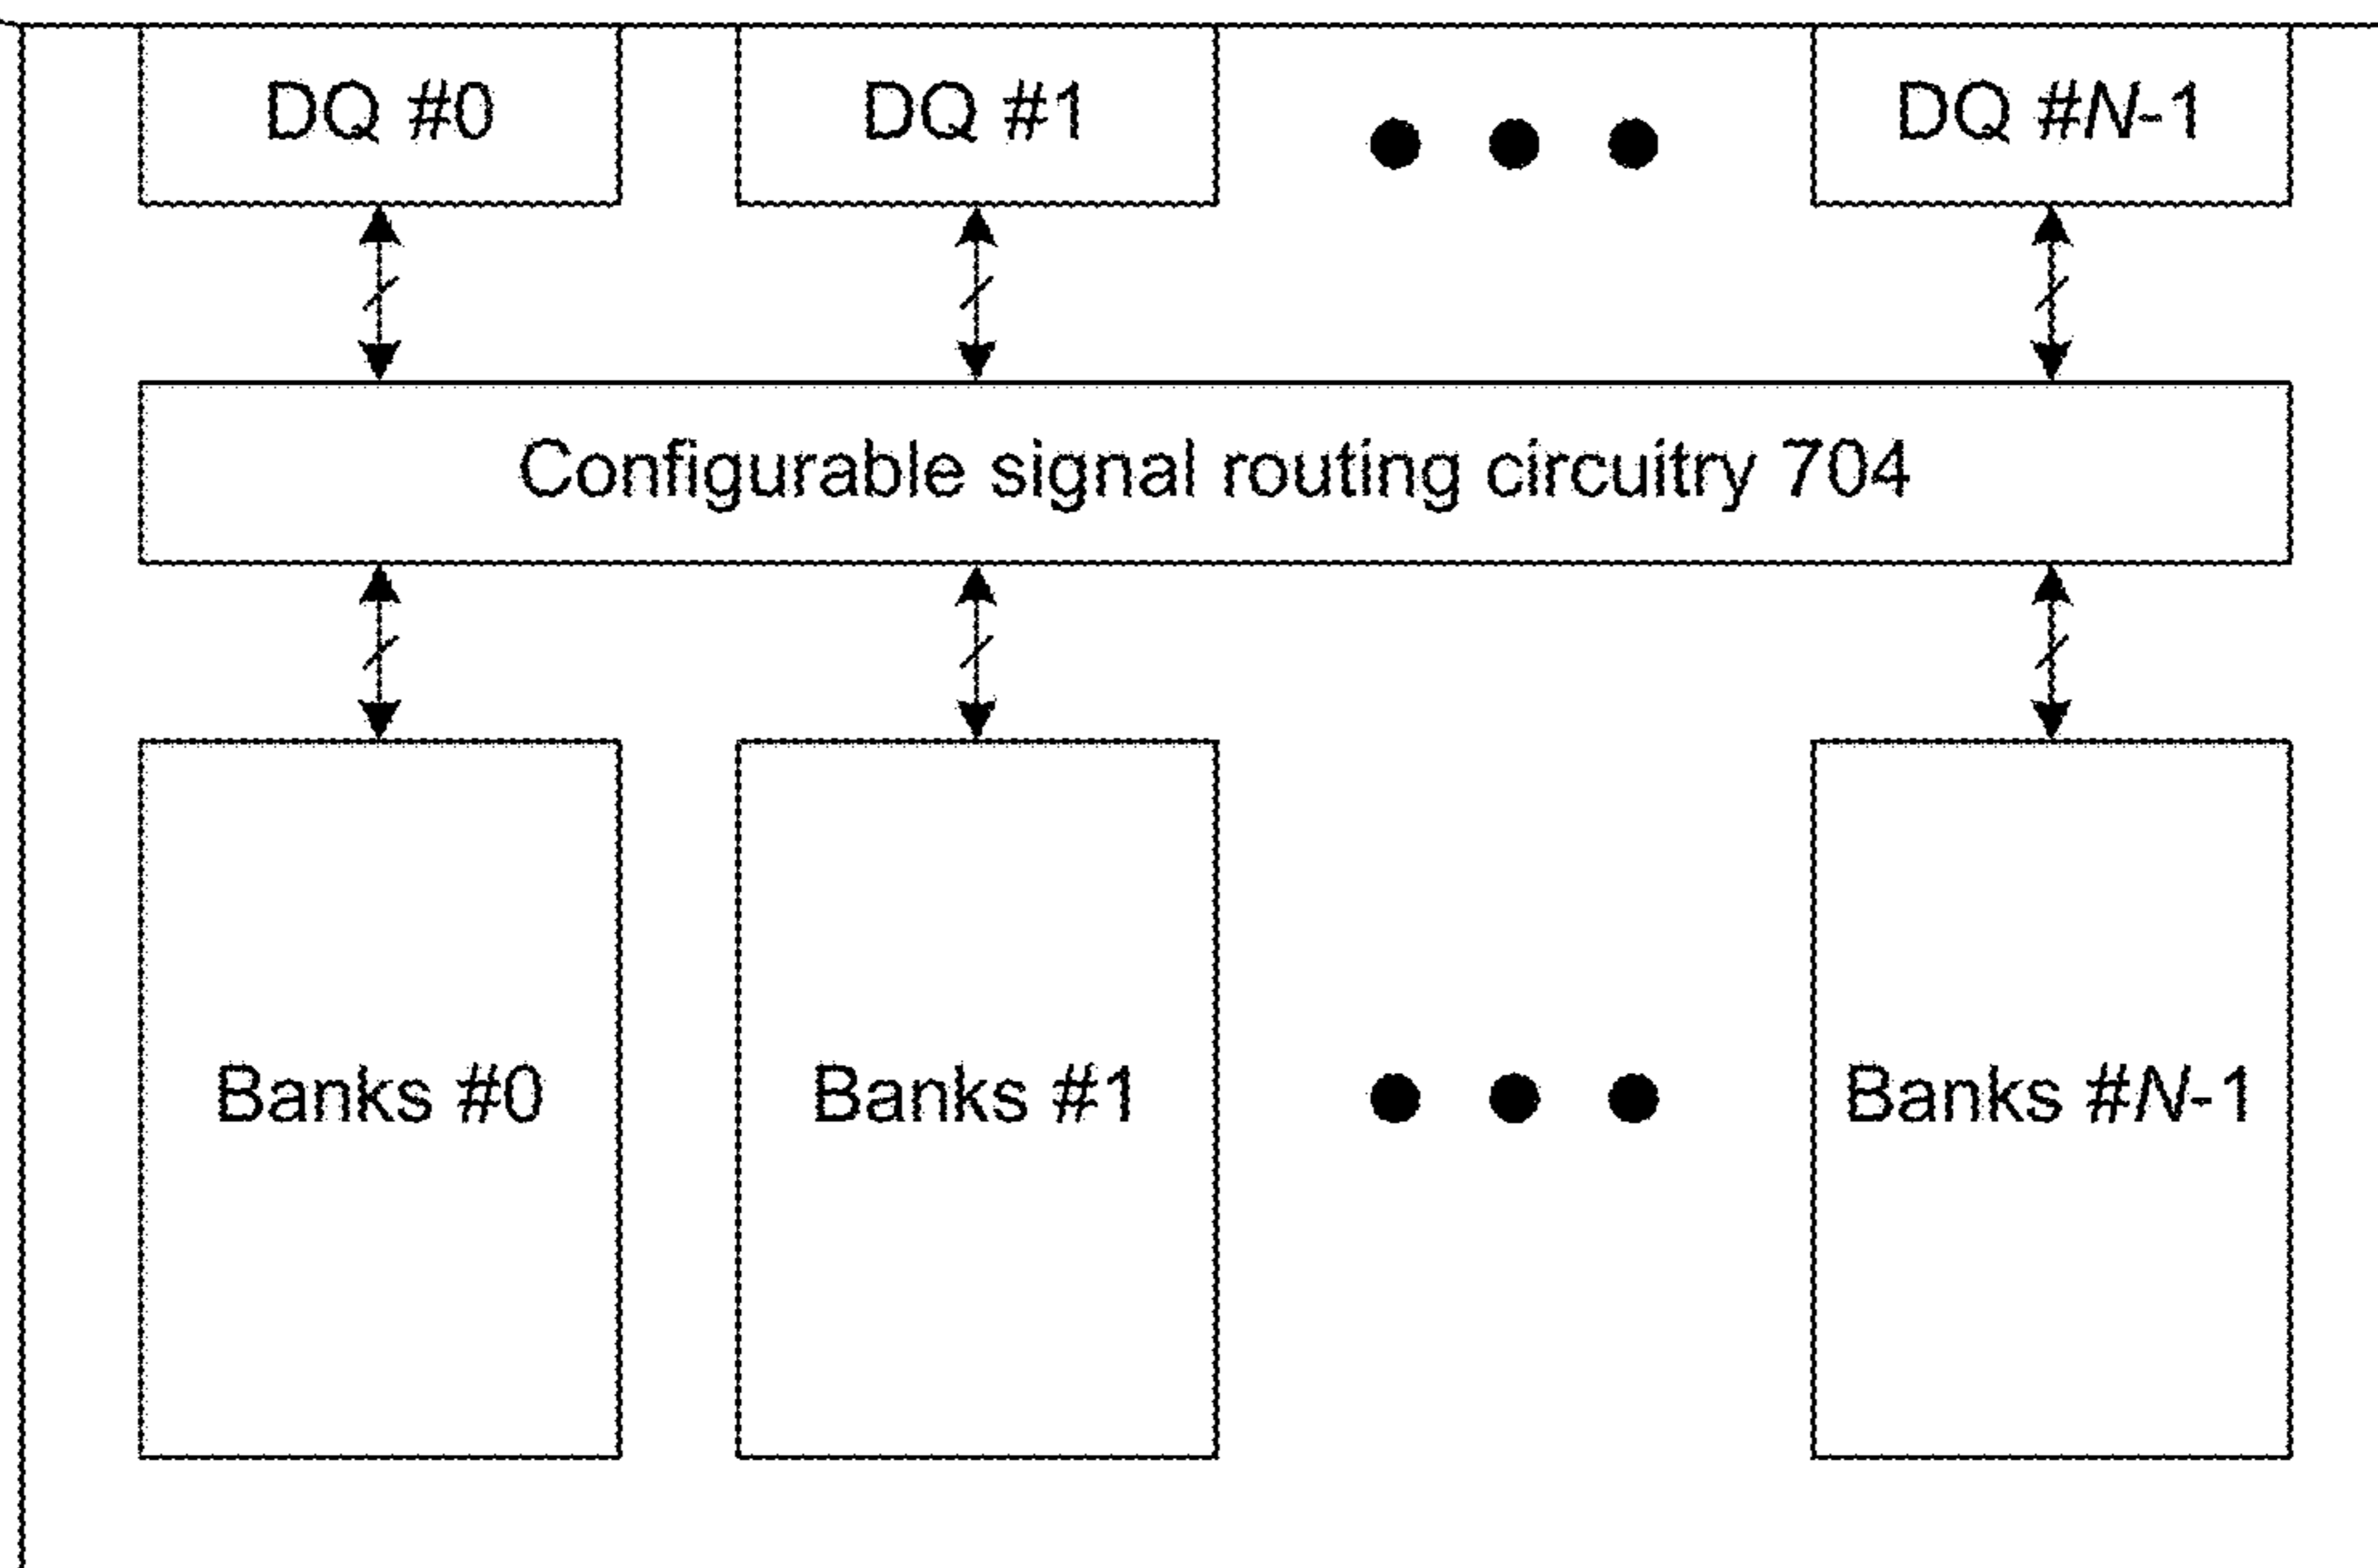 DQ #0
DQ #1
DQ #N-1
Configurable signal routing circuitry 704
Banks #0
Banks #1
Banks #N-1